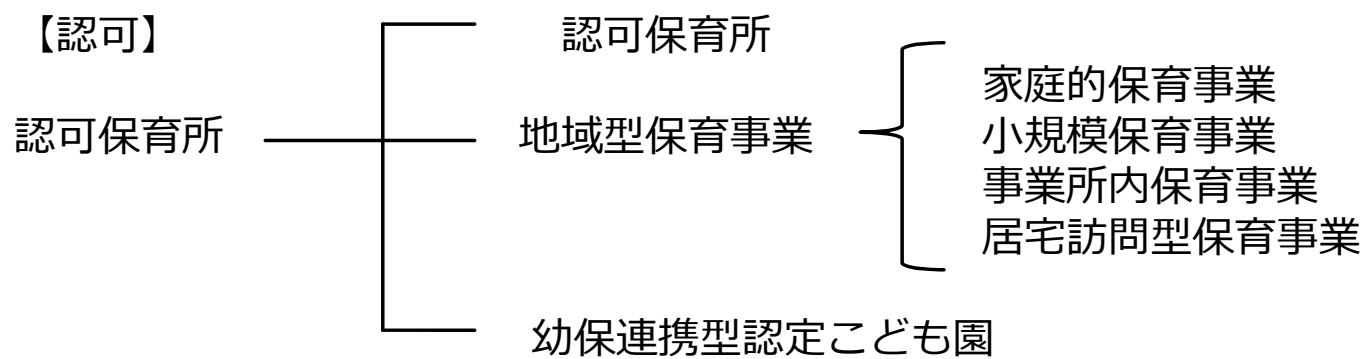 【認可】
認可保育所
認可保育所
地域型保育事業
家庭的保育事業
小規模保育事業
事業所内保育事業
居宅訪問型保育事業
幼保連携型認定こども園